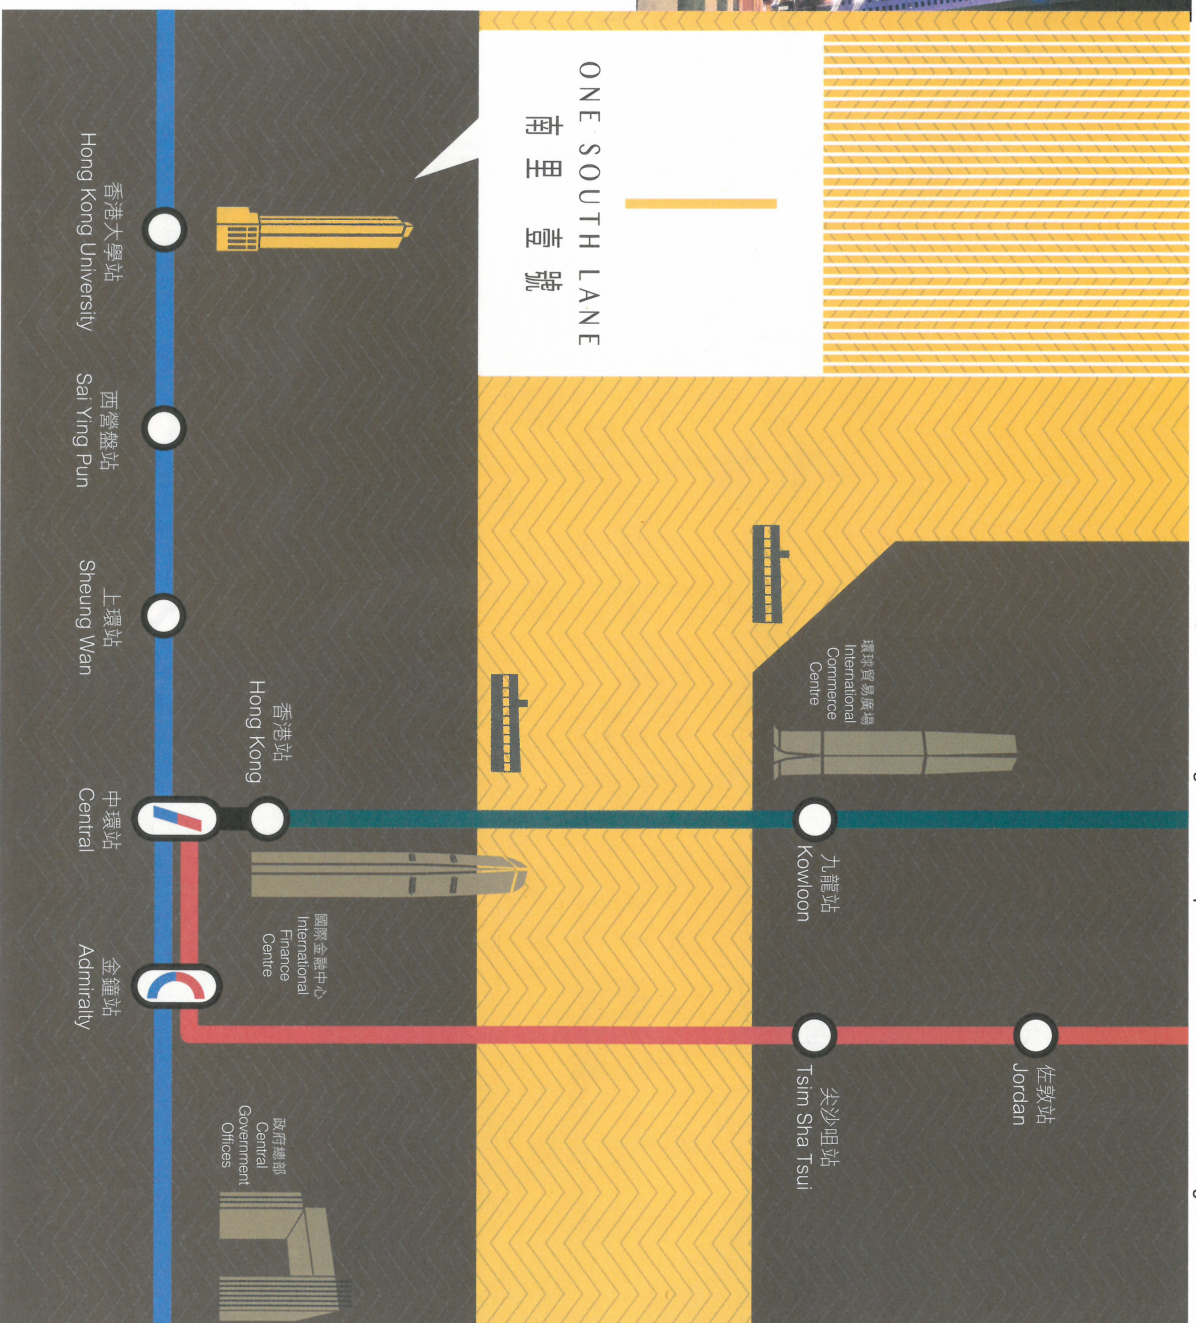 ONE SOUTH LANE
南里壹號
環球貿易廣場
International
Commerce
Centre
九龍站
Kowloon
佐敦站
Jordan
尖沙咀站
Tsim Sha Tsui
香港站
Hong Kong
國際金融中心
International
Finance
Centre
政府總部
Central
Government
Offices
香港大學站
Hong Kong University
西營盤站
Sai Ying Pun
上環站
Sheung Wan
中環站
Central
金鐘站
Admiralty